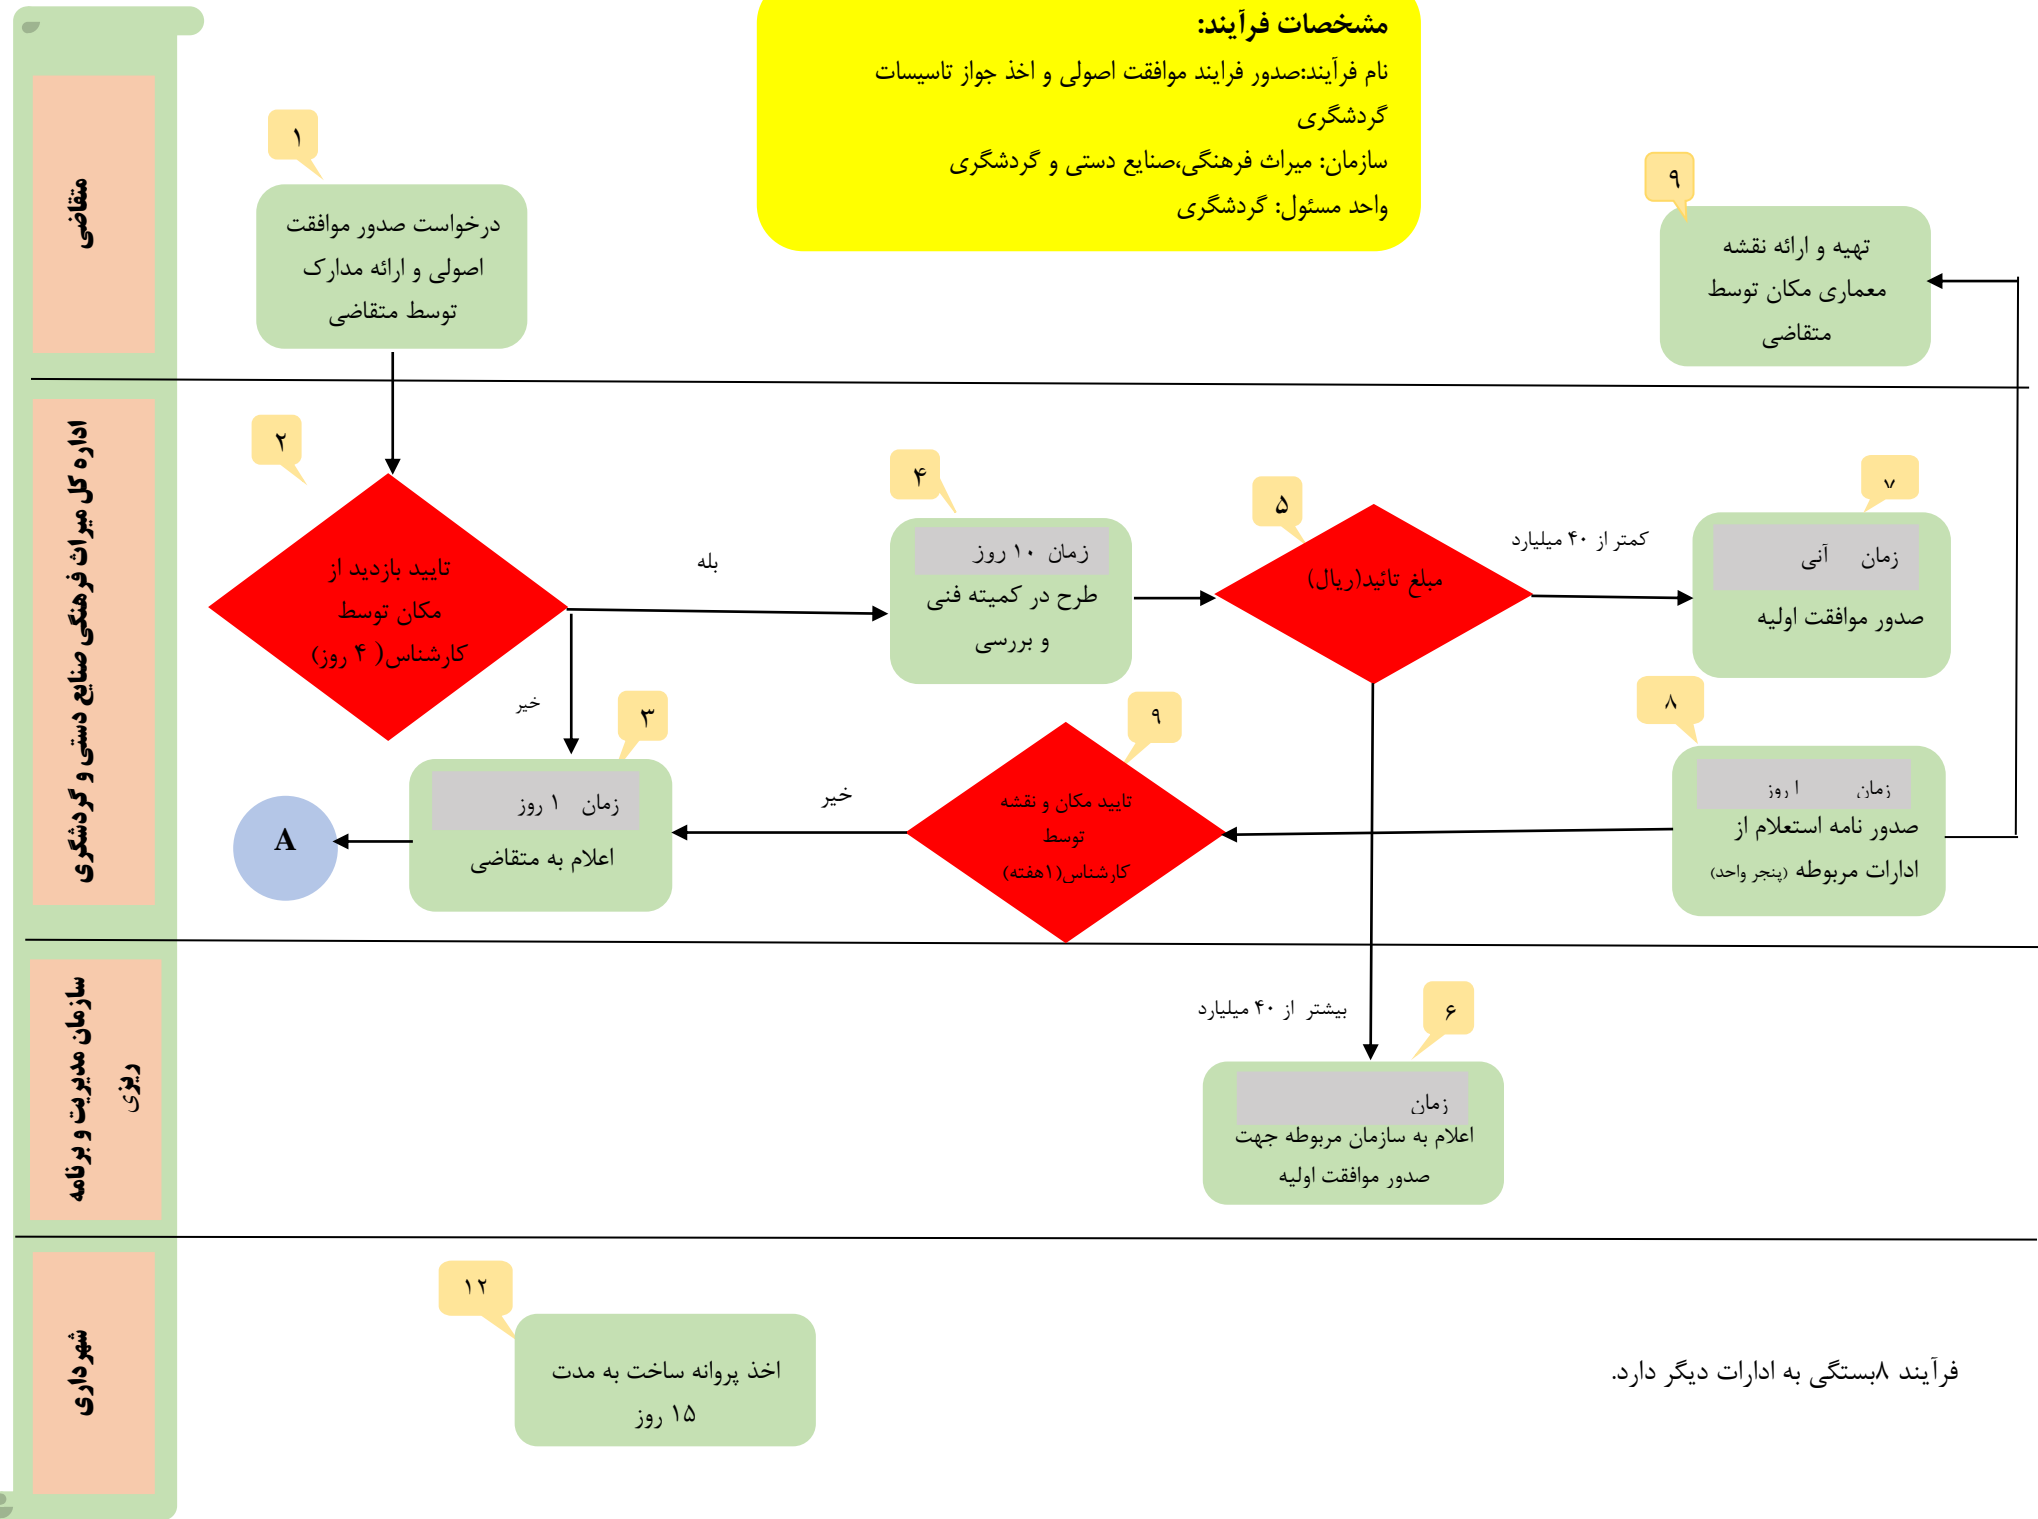 مشخصات فرآیند:
نام فرآیند:صدور فرایند موافقت اصولی و اخذ جواز تاسیسات
گردشگری
سازمان: میراث فرهنگی،صنایع دستی و گردشگری
واحد مسئول: گردشگری
متقاضی
۱
درخواست صدور موافقت
اصولی و ارائه مدارک
توسط متقاضی
۹
تهیه و ارائه نقشه
معماری مکان توسط
متقاضی
اداره کل میراث فرهنگی صنایع دستی و گردشگری
۲
تایید بازدید از
مکان توسط
کارشناس( ۴ روز)
بله
خیر
۴
زمان ۱۰ روز
طرح در کمیته فنی
و بررسی
۵
مبلغ تائید(ریال)
کمتر از ۴۰ میلیارد
۷
زمان آنی
صدور موافقت اولیه
۸
زمان ۱ روز
صدور نامه استعلام از
ادارات مربوطه (پنجر واحد)
۹
تایید مکان و نقشه
توسط
کارشناس(۱هفته)
خیر
۳
زمان ۱ روز
اعلام به متقاضی
A
سازمان مدیریت و برنامه
ریزی
بیشتر از ۴۰ میلیارد
۶
زمان
اعلام به سازمان مربوطه جهت
صدور موافقت اولیه
شهرداری
۱۲
اخذ پروانه ساخت به مدت
۱۵ روز
فرآیند ۸بستگی به ادارات دیگر دارد.